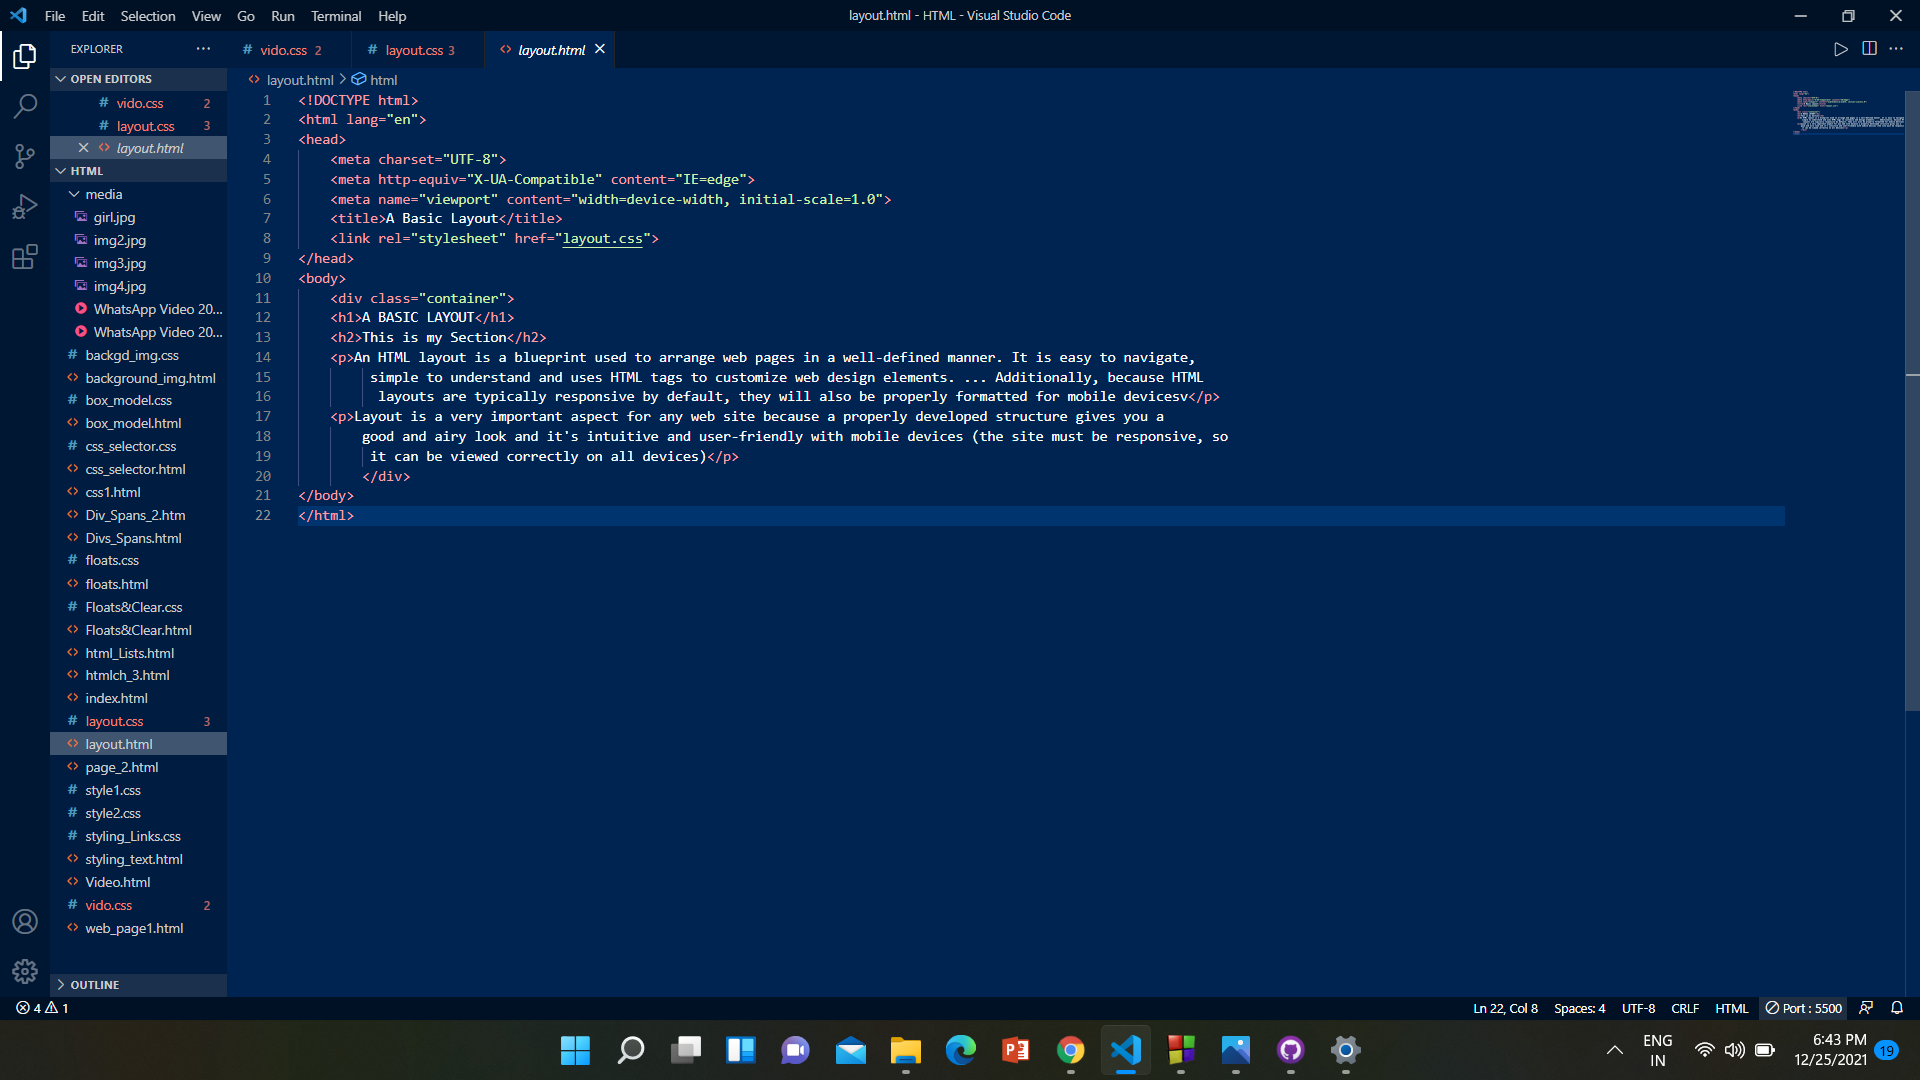 File Edit Selection View Go Run Terminal Help
layout.html - HTML - Visual Studio Code
EXPLORER
vido.css 2
layout.css 3
layout.html
OPEN EDITORS
vido.css 2
layout.css 3
layout.html
HTML
media
girl.jpg
img2.jpg
img3.jpg
img4.jpg
WhatsApp Video 20...
WhatsApp Video 20...
backgd_img.css
background_img.html
box_model.css
box_model.html
css_selector.css
css_selector.html
css1.html
Div_Spans_2.htm
Divs_Spans.html
floats.css
floats.html
Floats&Clear.css
Floats&Clear.html
html_Lists.html
htmlch_3.html
index.html
layout.css 3
layout.html
page_2.html
style1.css
style2.css
styling_Links.css
styling_text.html
Video.html
vido.css 2
web_page1.html
OUTLINE
layout.html > html
1 <!DOCTYPE html>
2 <html lang="en">
3 <head>
4 <meta charset="UTF-8">
5 <meta http-equiv="X-UA-Compatible" content="IE=edge">
6 <meta name="viewport" content="width=device-width, initial-scale=1.0">
7 <title>A Basic Layout</title>
8 <link rel="stylesheet" href="layout.css">
9 </head>
10 <body>
11 <div class="container">
12 <h1>A BASIC LAYOUT</h1>
13 <h2>This is my Section</h2>
14 <p>An HTML layout is a blueprint used to arrange web pages in a well-defined manner. It is easy to navigate,
15 simple to understand and uses HTML tags to customize web design elements. ... Additionally, because HTML
16 layouts are typically responsive by default, they will also be properly formatted for mobile devicesv</p>
17 <p>Layout is a very important aspect for any web site because a properly developed structure gives you a
18 good and airy look and it's intuitive and user-friendly with mobile devices (the site must be responsive, so
19 it can be viewed correctly on all devices)</p>
20 </div>
21 </body>
22 </html>
4 1
Ln 22, Col 8 Spaces: 4 UTF-8 CRLF HTML Port : 5500
ENG
IN
6:43 PM
12/25/2021
19